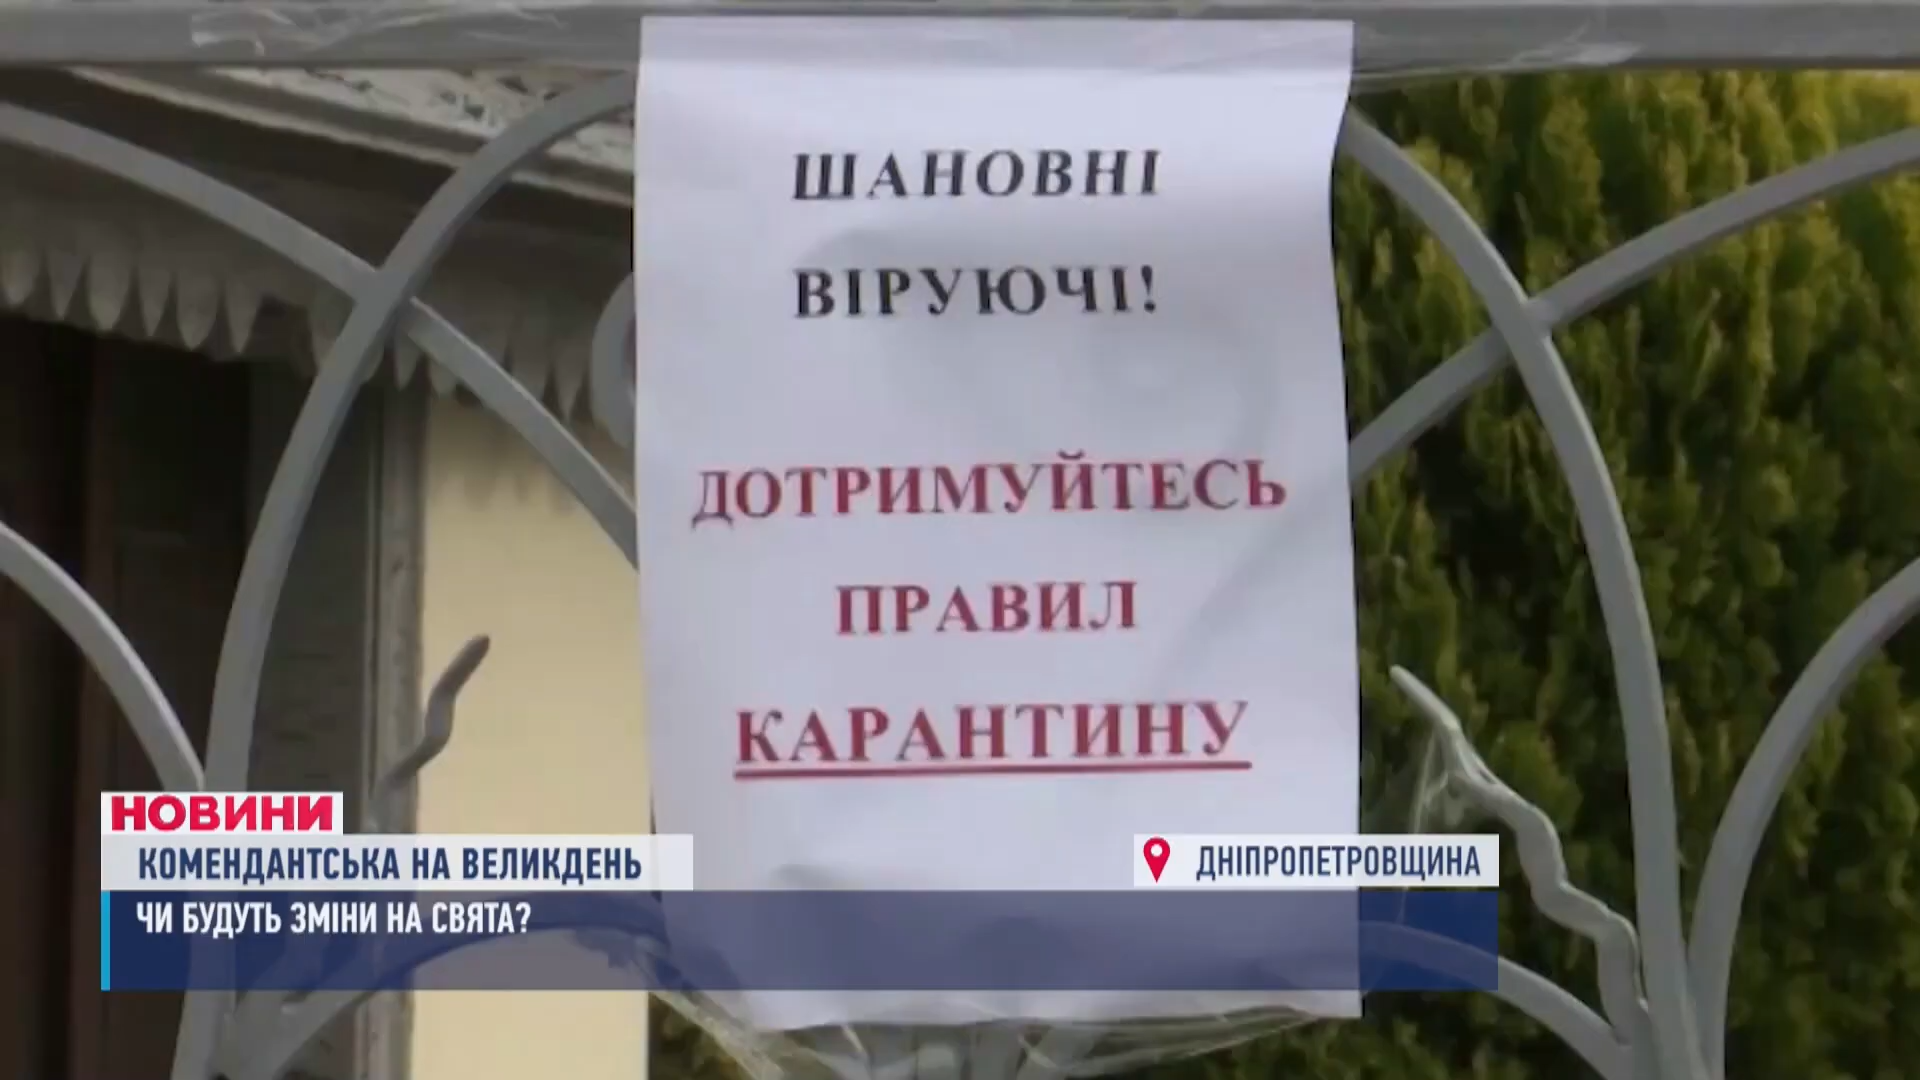 ШАНОВНІ
ВІРУЮЧІ!
ДОТРИМУЙТЕСЬ
ПРАВИЛ
КАРАНТИНУ
НОВИНИ
КОМЕНДАНТСЬКА НА ВЕЛИКДЕНЬ
ДНІПРОПЕТРОВЩИНА
ЧИ БУДУТЬ ЗМІНИ НА СВЯТА?